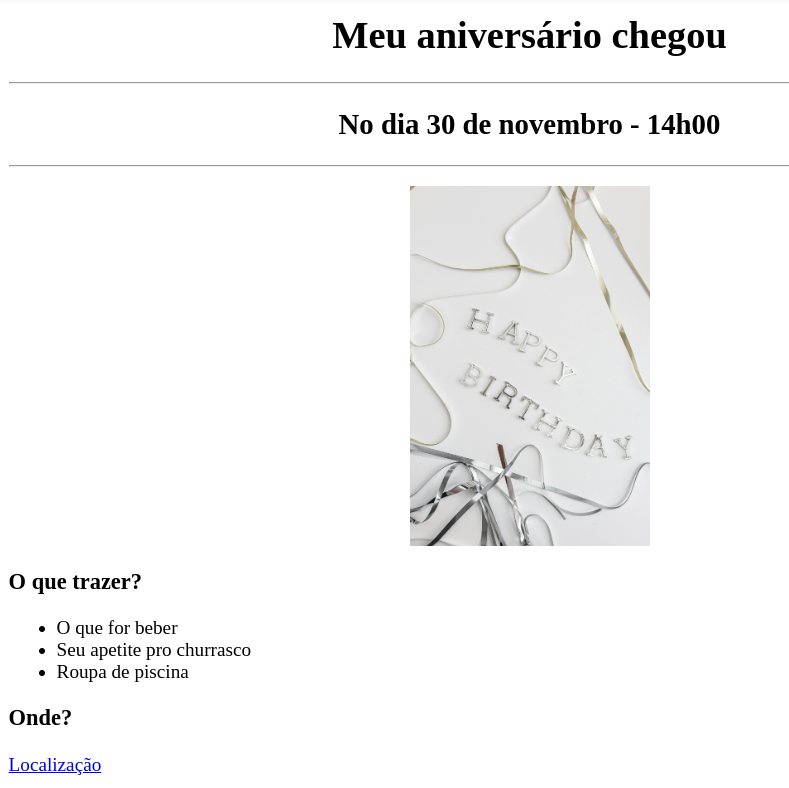 Meu aniversário chegou
No dia 30 de novembro - 14h00
HAPPY
BIRTHDAY
O que trazer?
O que for beber
Seu apetite pro churrasco
Roupa de piscina
Onde?
Localização